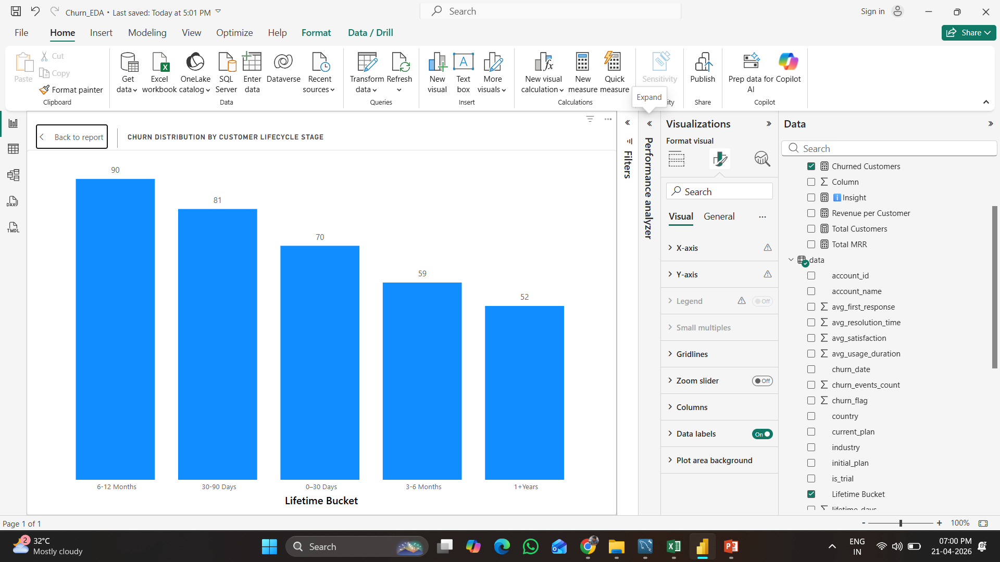 Churn_EDA • Last saved: Today at 5:01 PM
Search
Sign in
File
Home
Insert
Modeling
View
Optimize
Help
Format
Data / Drill
Share
Paste
Cut
Copy
Format painter
Clipboard
Get data
Excel workbook
OneLake catalog
SQL Server
Enter data
Dataverse
Recent sources
Data
Transform data
Refresh
Queries
New visual
A
Text box
More visuals
Insert
New visual calculation
New measure
Quick measure
Calculations
Sensitivity
Expand
ity
Publish
Share
Prep data for AI
Copilot
Copilot
Back to report
CHURN DISTRIBUTION BY CUSTOMER LIFECYCLE STAGE
90
81
70
59
52
6-12 Months
30-90 Days
0–30 Days
3-6 Months
1+Years
Lifetime Bucket
Filters
Performance analyzer
Visualizations
Format visual
Search
Visual
General
X-axis
Y-axis
Legend
Off
Small multiples
Gridlines
Zoom slider
Off
Columns
Data labels
On
Plot area background
Data
Search
Churned Customers
Column
Insight
Revenue per Customer
Total Customers
Total MRR
data
account_id
account_name
avg_first_response
avg_resolution_time
avg_satisfaction
avg_usage_duration
churn_date
churn_events_count
churn_flag
country
current_plan
industry
initial_plan
is_trial
Lifetime Bucket
lifetime_days
DAX
TMDL
Page 1 of 1
- + 100%
2
32°C
Mostly cloudy
Search
ENG
IN
07:00 PM
21-04-2026